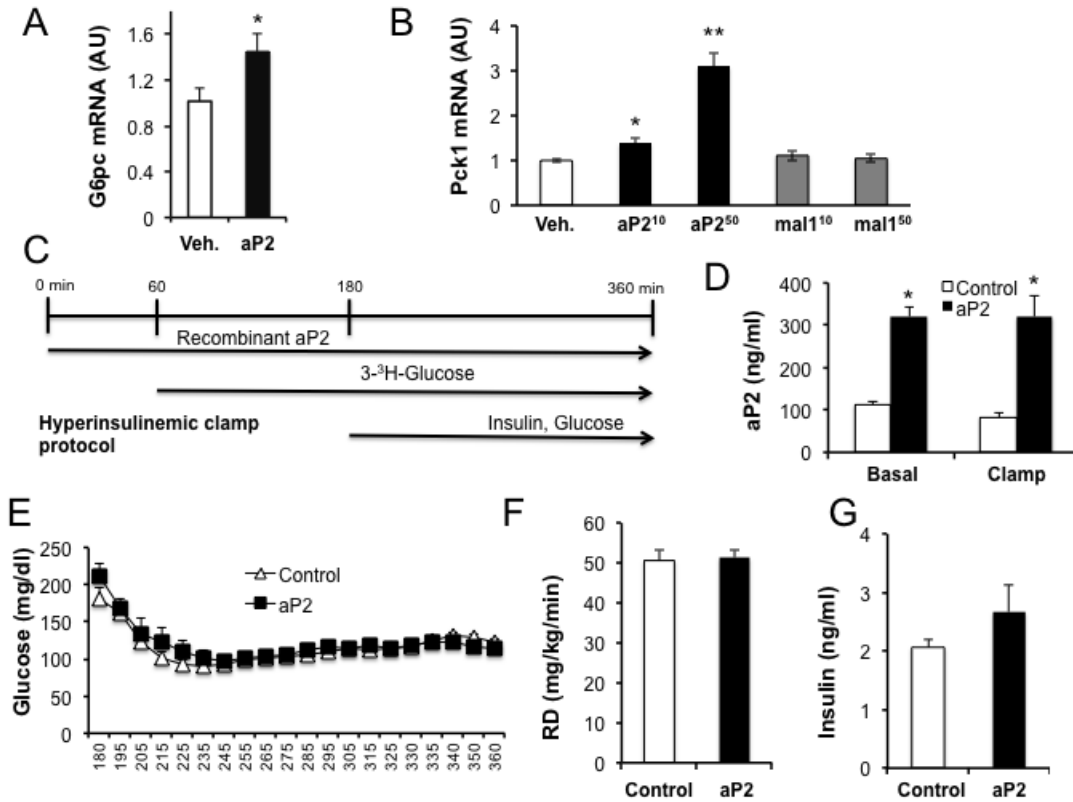 A
G6pc mRNA (AU)
1.6
1.2
0.8
0.4
0
*
Veh. aP2
B
Pck1 mRNA (AU)
4
3
2
1
0
*
**
Veh. aP2¹⁰ aP2⁵⁰ mal1¹⁰ mal1⁵⁰
C
0 min 60 180 360 min
Recombinant aP2
3-³H-Glucose
Insulin, Glucose
Hyperinsulinemic clamp
protocol
D
aP2 (ng/ml)
400
300
200
100
0
* *
Control
aP2
Basal Clamp
E
Glucose (mg/dl)
250
200
150
100
50
0
Control
aP2
180 195 205 215 225 235 245 255 265 275 285 295 305 315 325 330 335 340 350 360
F
RD (mg/kg/min)
60
50
40
30
20
10
0
Control aP2
G
Insulin (ng/ml)
4
3
2
1
0
Control aP2